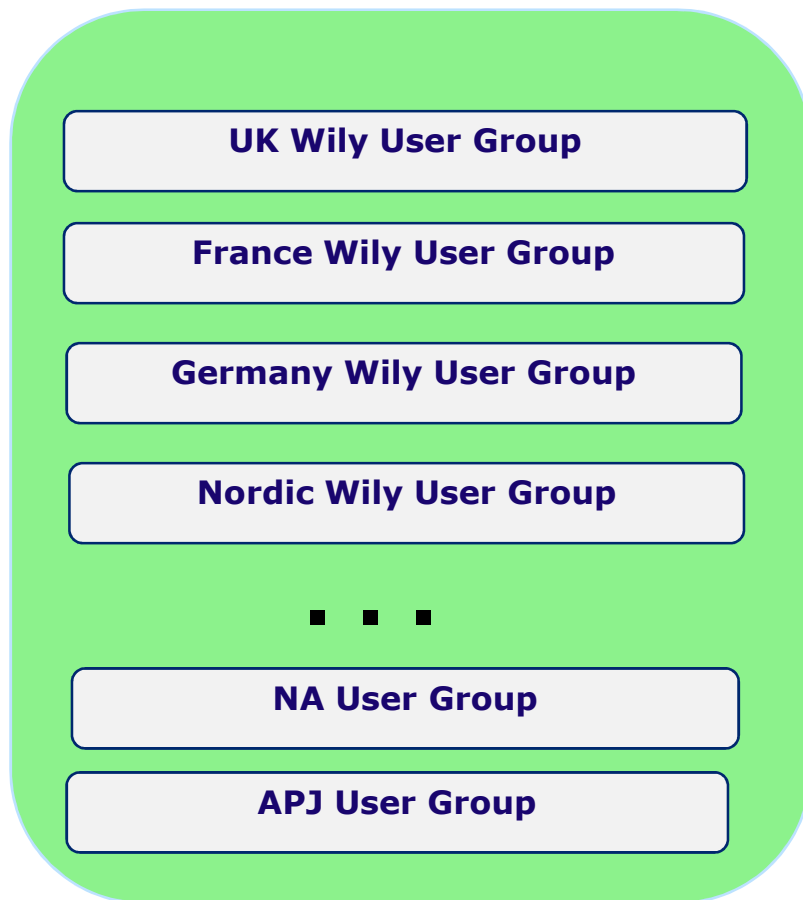 UK Wily User Group
France Wily User Group
Germany Wily User Group
Nordic Wily User Group
. . .
NA User Group
APJ User Group